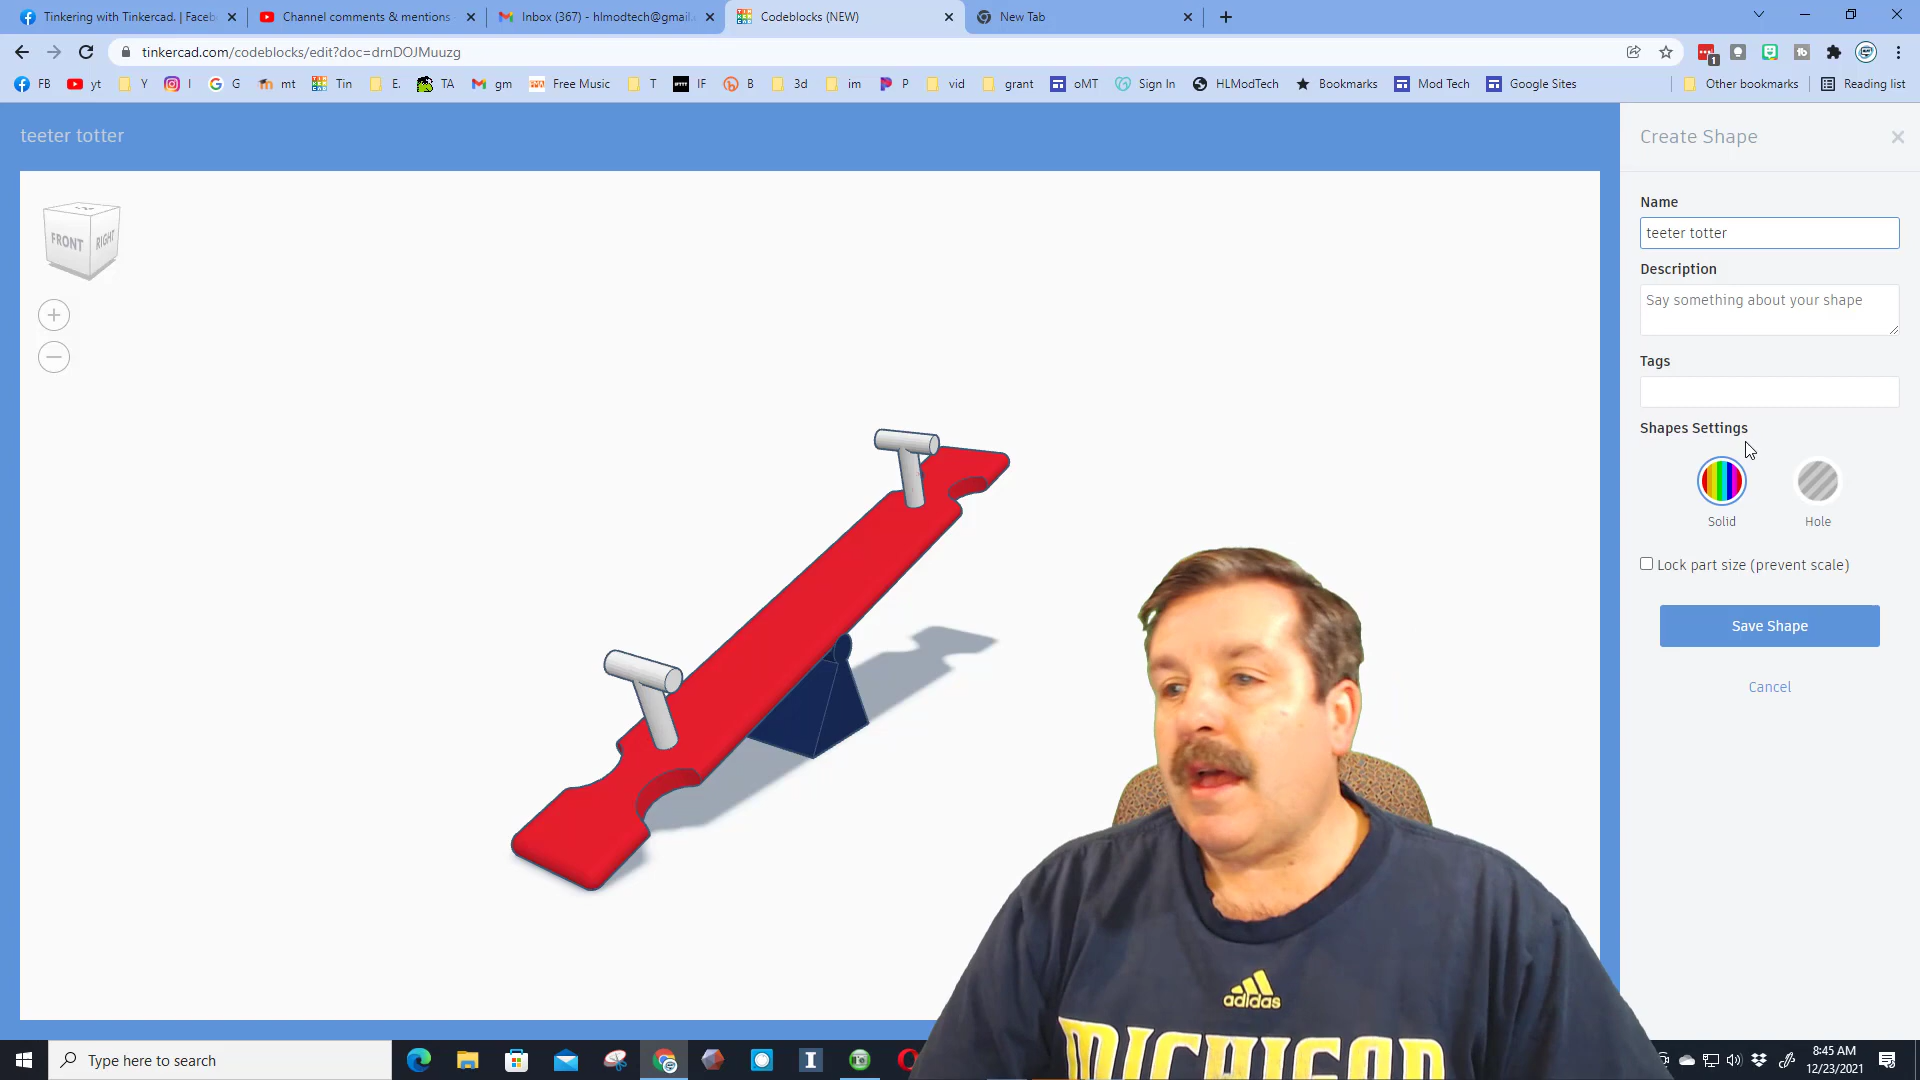 Tinkering with Tinkercad. | Faceb
Channel comments & mentions
Inbox (367) - hlmodtech@gmail.
Codeblocks (NEW)
New Tab
tinkercad.com/codeblocks/edit?doc=drnDOJMuuzg
FB
yt
Y
I
G
mt
Tin
E.
TA
gm
Free Music
T
IF
B
3d
im
P
vid
grant
oMT
Sign In
HLModTech
Bookmarks
Mod Tech
Google Sites
Other bookmarks
Reading list
teeter totter
Create Shape
FRONT
RIGHT
Name
teeter totter
Description
Say something about your shape
Tags
Shapes Settings
Solid
Hole
Lock part size (prevent scale)
Save Shape
Cancel
adidas
MICHIGAN
Type here to search
8:45 AM
12/23/2021